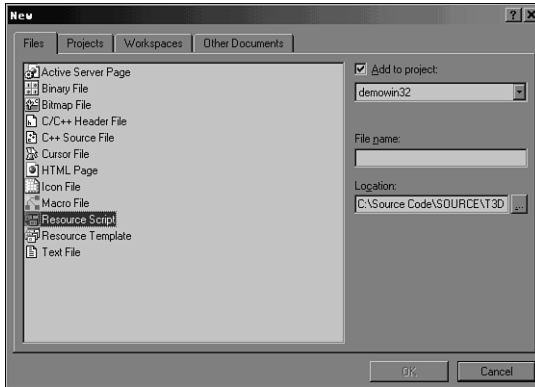 New
Files Projects Workspaces Other Documents
Active Server Page
Binary File
Bitmap File
C/C++ Header File
C++ Source File
Cursor File
HTML Page
Icon File
Macro File
Resource Script
Resource Template
Text File
Add to project:
demowin32
File name:
Location:
C:\Source Code\SOURCE\T3D
...
OK
Cancel